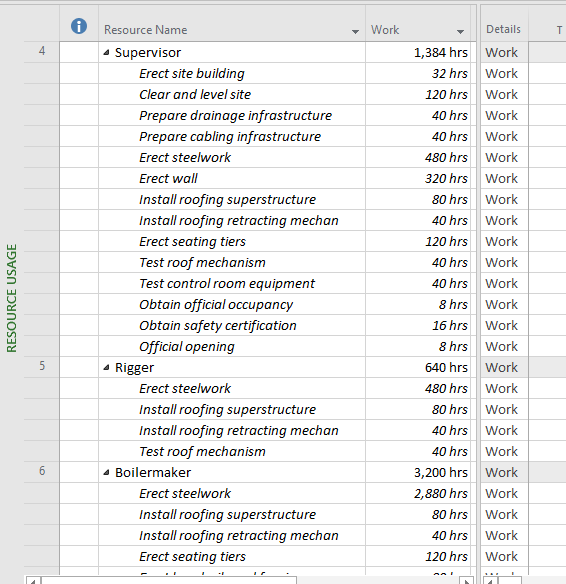 Resource Name Work Details T
4 Supervisor 1,384 hrs Work
Erect site building 32 hrs Work
Clear and level site 120 hrs Work
Prepare drainage infrastructure 40 hrs Work
Prepare cabling infrastructure 40 hrs Work
Erect steelwork 480 hrs Work
Erect wall 320 hrs Work
Install roofing superstructure 80 hrs Work
Install roofing retracting mechan 40 hrs Work
Erect seating tiers 120 hrs Work
Test roof mechanism 40 hrs Work
Test control room equipment 40 hrs Work
Obtain official occupancy 8 hrs Work
Obtain safety certification 16 hrs Work
Official opening 8 hrs Work
5 Rigger 640 hrs Work
Erect steelwork 480 hrs Work
Install roofing superstructure 80 hrs Work
Install roofing retracting mechan 40 hrs Work
Test roof mechanism 40 hrs Work
6 Boilermaker 3,200 hrs Work
Erect steelwork 2,880 hrs Work
Install roofing superstructure 80 hrs Work
Install roofing retracting mechan 40 hrs Work
Erect seating tiers 120 hrs Work
RESOURCE USAGE